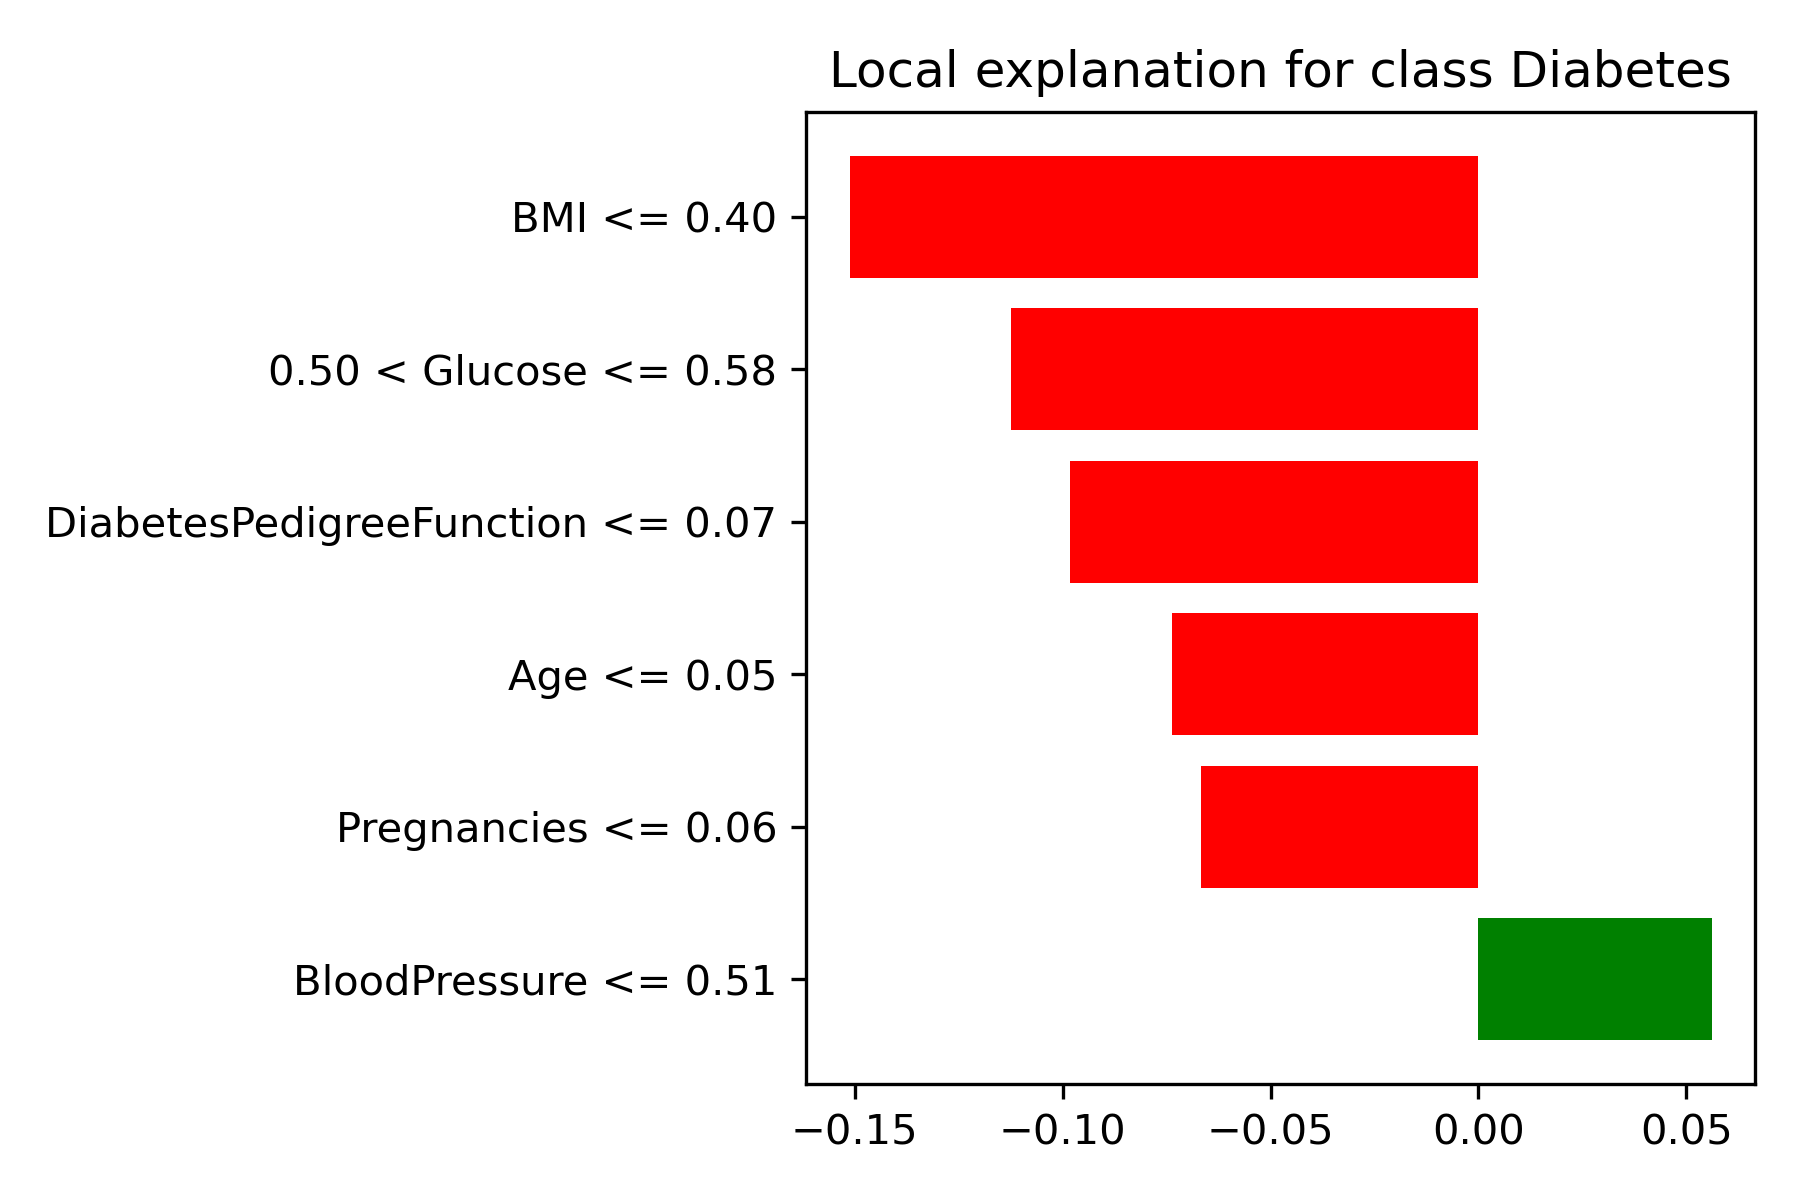 Local explanation for class Diabetes
BMI <= 0.40
0.50 < Glucose <= 0.58
DiabetesPedigreeFunction <= 0.07
Age <= 0.05
Pregnancies <= 0.06
BloodPressure <= 0.51
−0.15 −0.10 −0.05 0.00 0.05